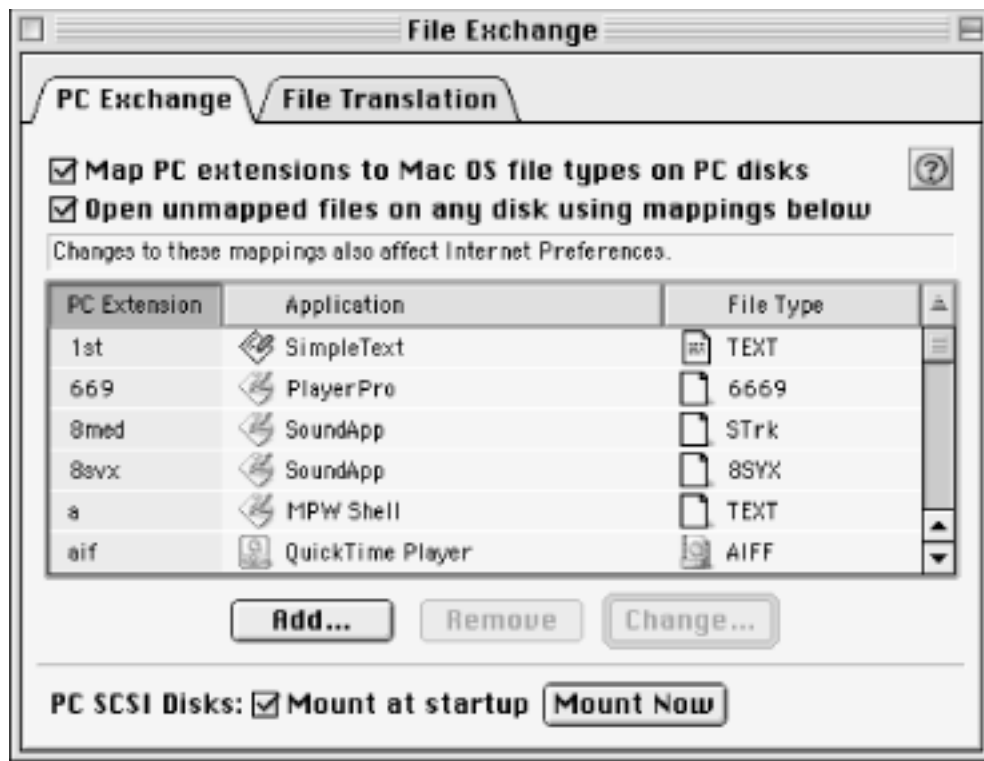 File Exchange
PC Exchange File Translation
Map PC extensions to Mac OS file types on PC disks
?
Open unmapped files on any disk using mappings below
Changes to these mappings also affect Internet Preferences.
PC Extension Application File Type
1st SimpleText TEXT
669 PlayerPro 6669
8med SoundApp STrk
8svx SoundApp 8SVX
a MPW Shell TEXT
aif QuickTime Player AIFF
Add... Remove Change...
PC SCSI Disks: Mount at startup Mount Now